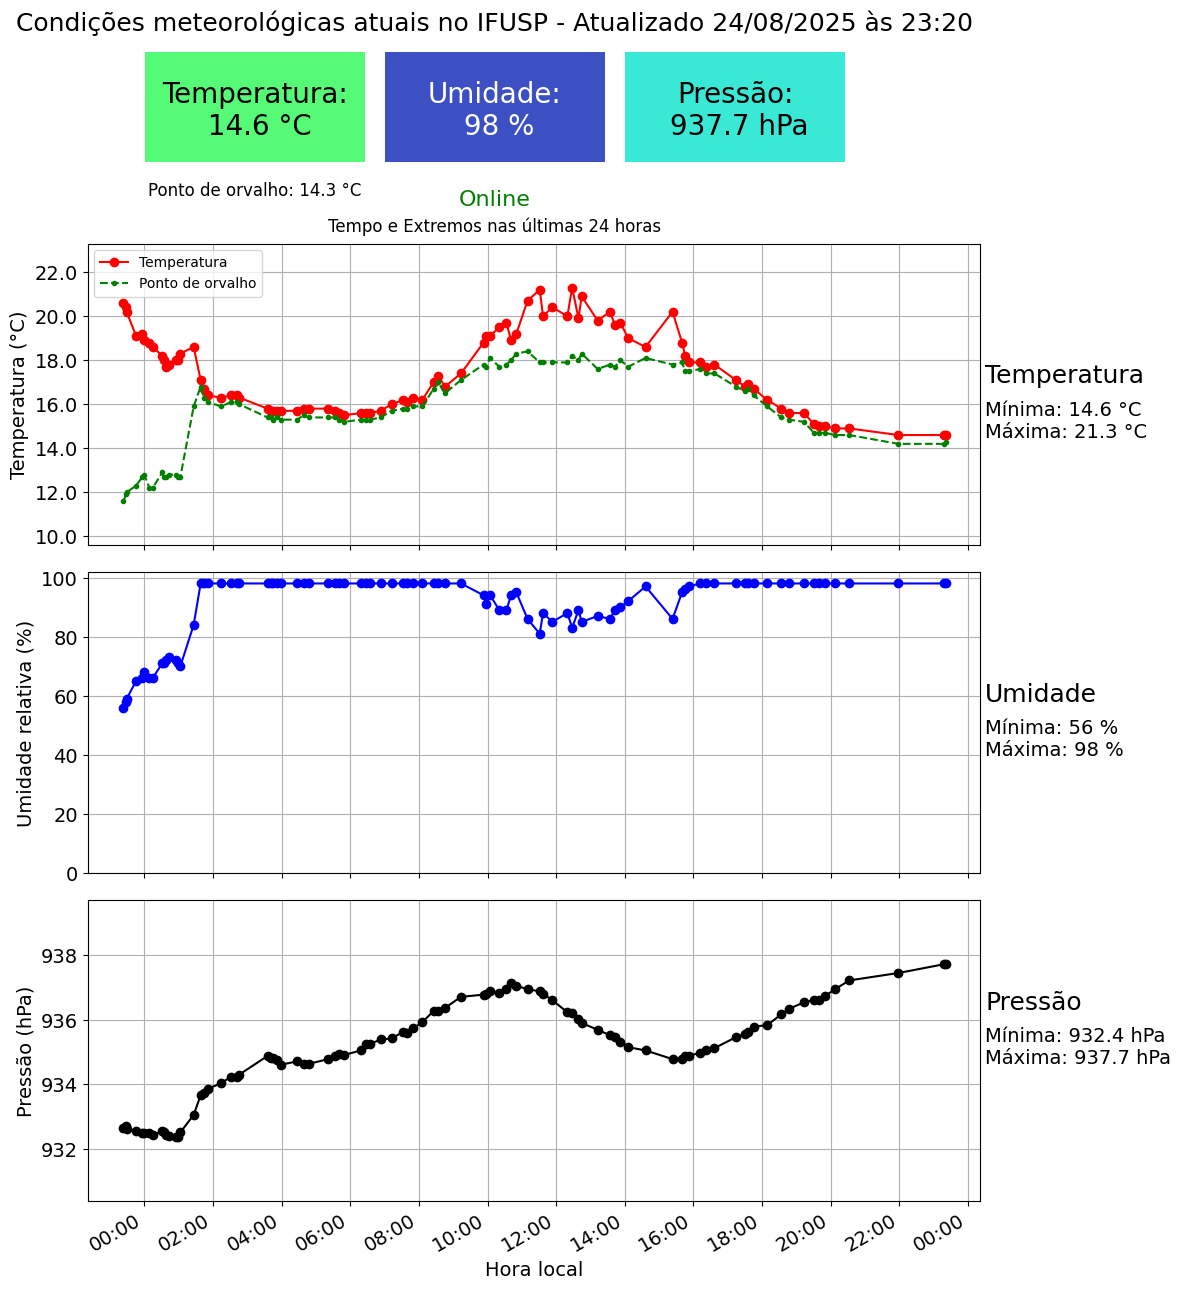 Condições meteorológicas atuais no IFUSP - Atualizado 24/08/2025 às 23:20
Temperatura:
14.6 °C
Umidade:
98 %
Pressão:
937.7 hPa
Ponto de orvalho: 14.3 °C
Online
Tempo e Extremos nas últimas 24 horas
Temperatura
Ponto de orvalho
Temperatura (°C)
22.0
20.0
18.0
16.0
14.0
12.0
10.0
Temperatura
Mínima: 14.6 °C
Máxima: 21.3 °C
Umidade relativa (%)
100
80
60
40
20
0
Umidade
Mínima: 56 %
Máxima: 98 %
Pressão (hPa)
938
936
934
932
Pressão
Mínima: 932.4 hPa
Máxima: 937.7 hPa
00:00 02:00 04:00 06:00 08:00 10:00 12:00 14:00 16:00 18:00 20:00 22:00 00:00
Hora local